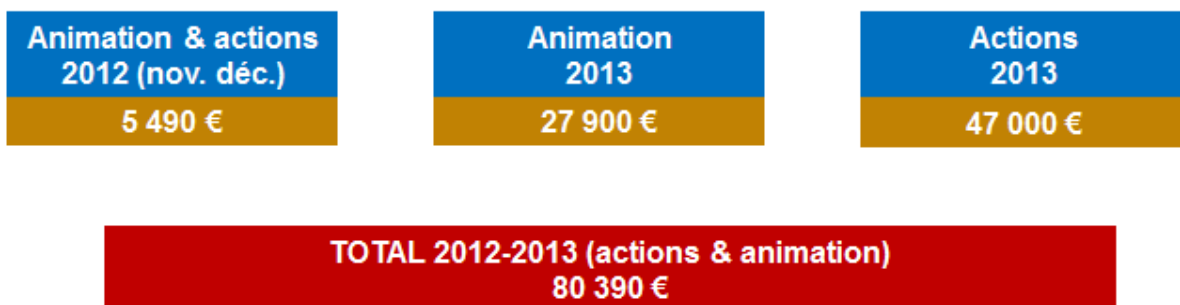 Animation & actions
2012 (nov. déc.)
5 490 €
Animation
2013
27 900 €
Actions
2013
47 000 €
TOTAL 2012-2013 (actions & animation)
80 390 €